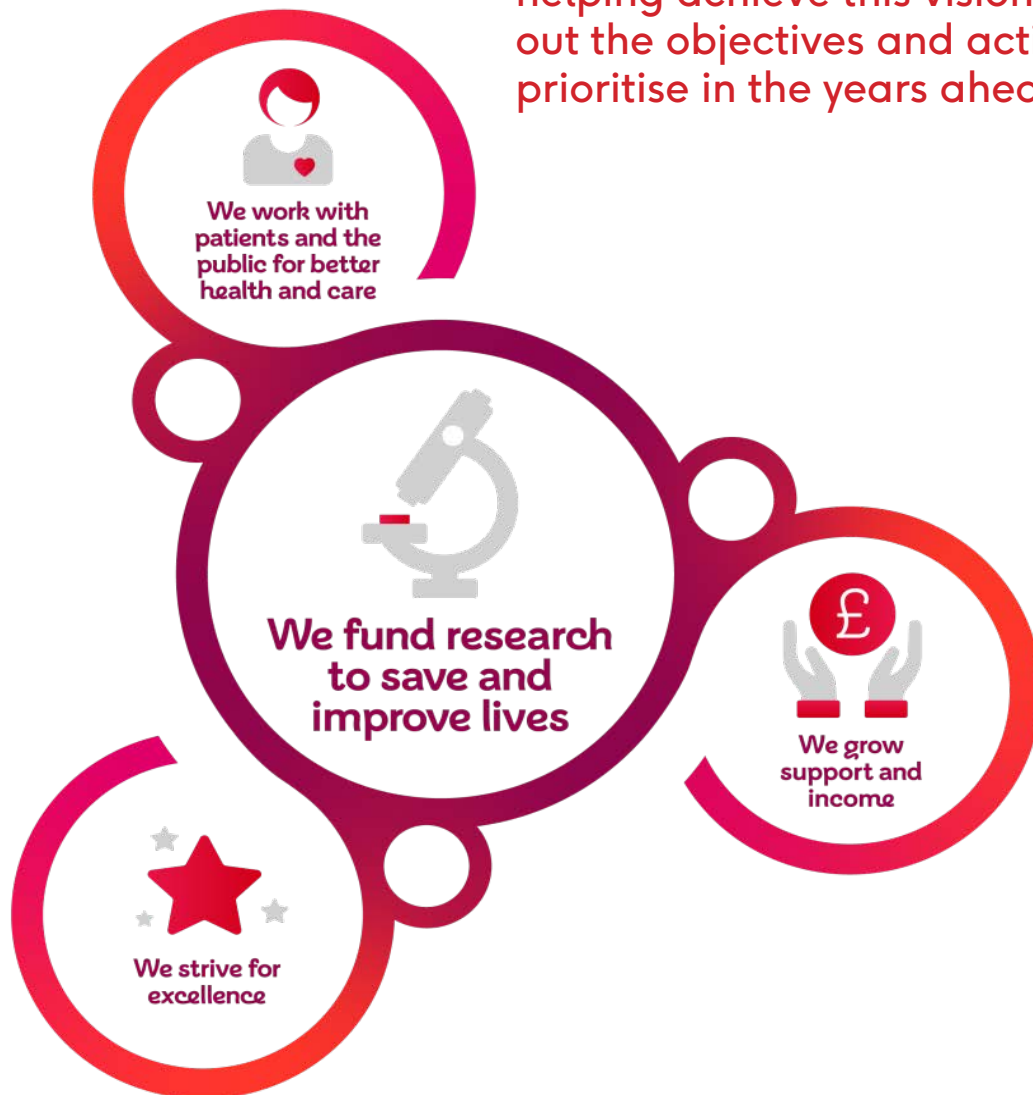 helping achieve this vision
out the objectives and acti
prioritise in the years ahea
We work with
patients and the
public for better
health and care
We fund research
to save and
improve lives
£
We grow
support and
income
We strive for
excellence